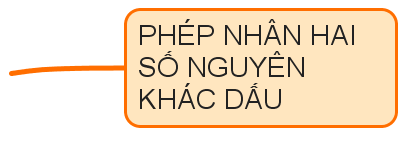 PHÉP NHÂN HAI
SỐ NGUYÊN
KHÁC DẤU